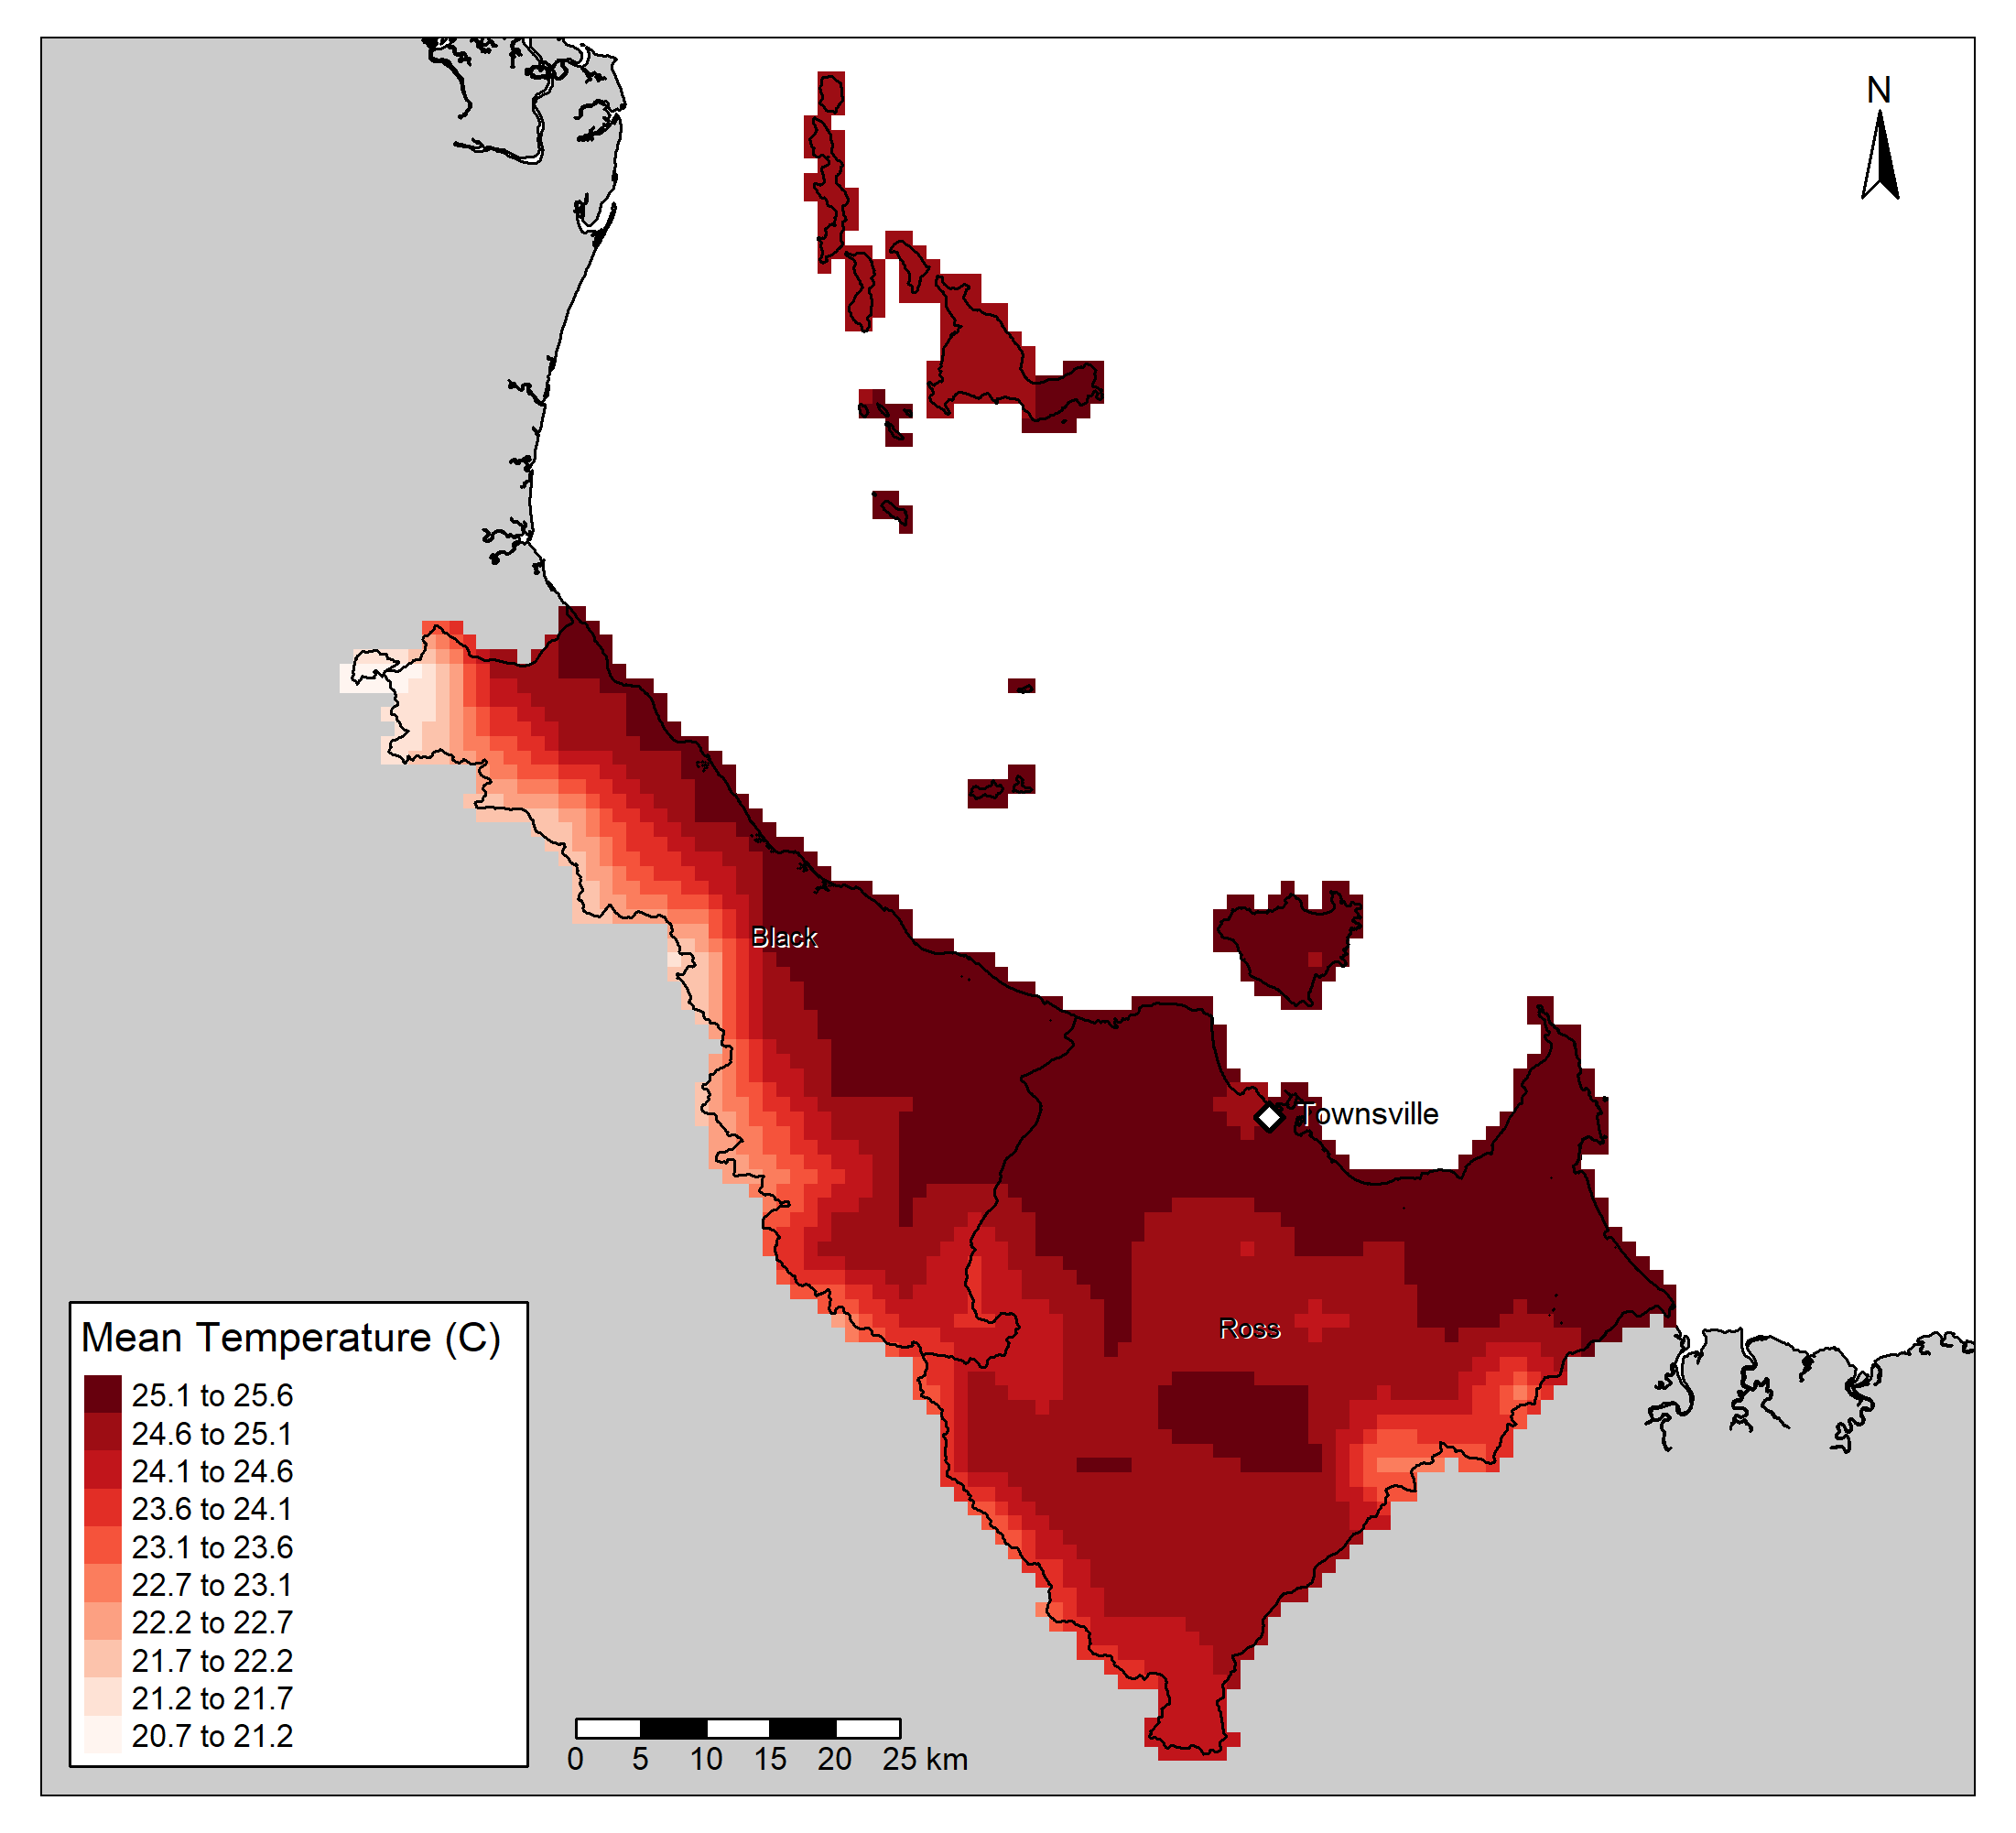 N
Black
Townsville
Ross
Mean Temperature (C)
25.1 to 25.6
24.6 to 25.1
24.1 to 24.6
23.6 to 24.1
23.1 to 23.6
22.7 to 23.1
22.2 to 22.7
21.7 to 22.2
21.2 to 21.7
20.7 to 21.2
0 5 10 15 20 25 km